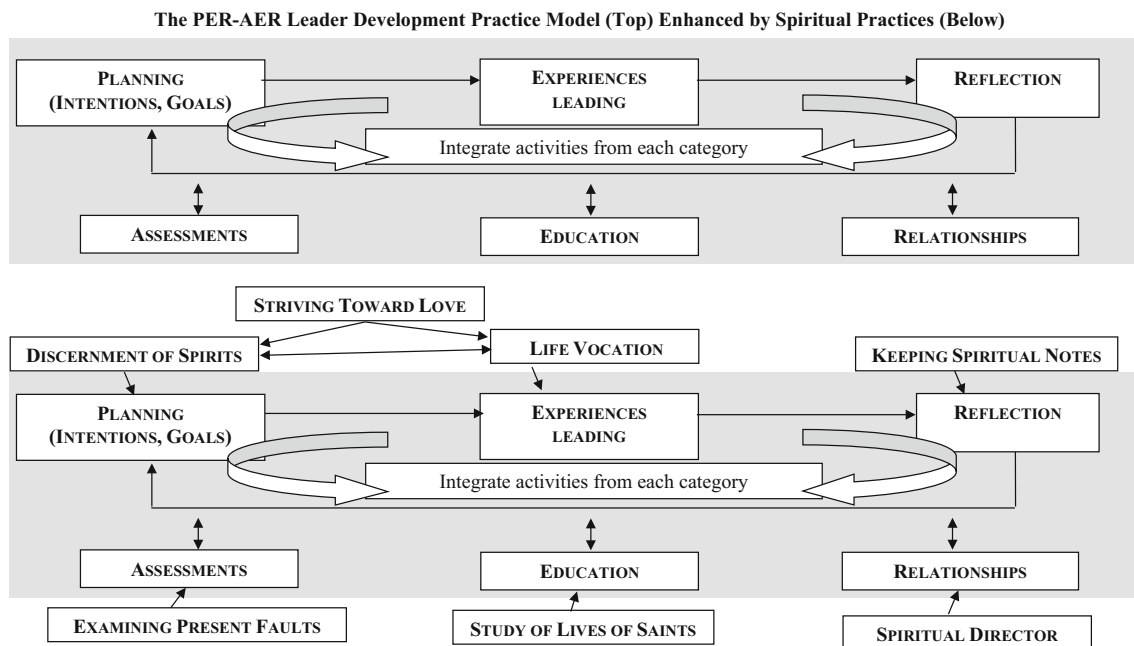 The PER-AER Leader Development Practice Model (Top) Enhanced by Spiritual Practices (Below)
PLANNING
(INTENTIONS, GOALS)
EXPERIENCES
LEADING
REFLECTION
Integrate activities from each category
ASSESSMENTS
EDUCATION
RELATIONSHIPS
STRIVING TOWARD LOVE
DISCERNMENT OF SPIRITS
LIFE VOCATION
KEEPING SPIRITUAL NOTES
PLANNING
(INTENTIONS, GOALS)
EXPERIENCES
LEADING
REFLECTION
Integrate activities from each category
ASSESSMENTS
EDUCATION
RELATIONSHIPS
EXAMINING PRESENT FAULTS
STUDY OF LIVES OF SAINTS
SPIRITUAL DIRECTOR